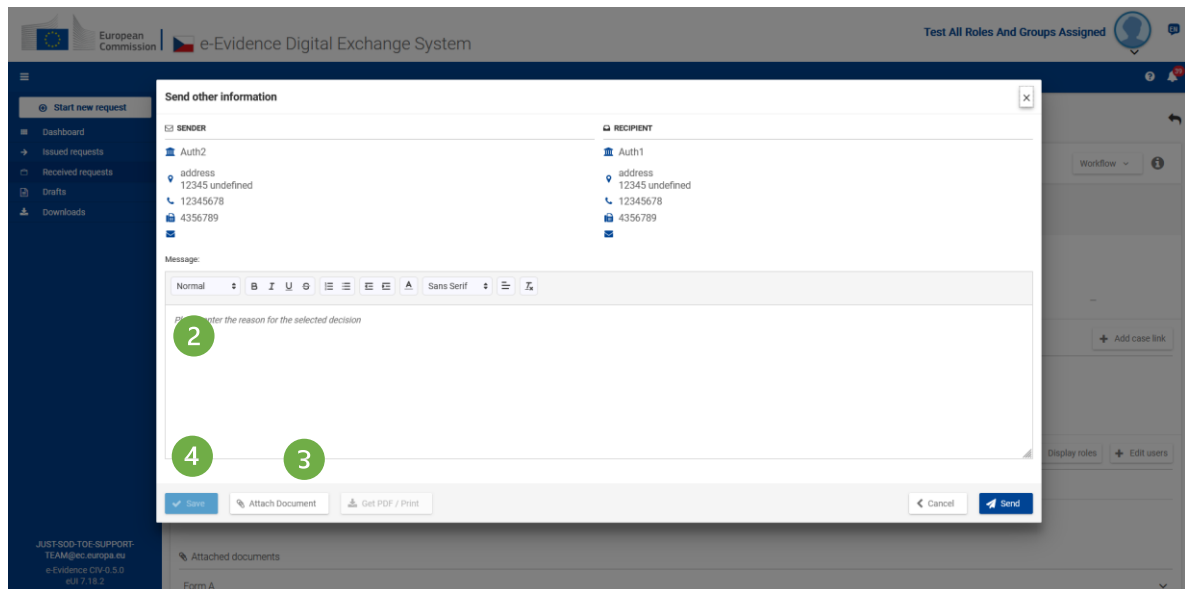 European
Commission
e-Evidence Digital Exchange System
Test All Roles And Groups Assigned
Start new request
Dashboard
Issued requests
Received requests
Drafts
Downloads
Workflow
Add case link
Display roles
Edit users
Send other information
SENDER
Auth2
address
12345 undefined
12345678
4356789
RECIPIENT
Auth1
address
12345 undefined
12345678
4356789
Message:
Normal
B I U S
A
Sans Serif
enter the reason for the selected decision
2
4
3
Save
Attach Document
Get PDF / Print
Cancel
Send
JUST-SOD-TOE-SUPPORT-
TEAM@ec.europa.eu
e-Evidence CIV-0.5.0
eUI 7.18.2
Attached documents
Form A